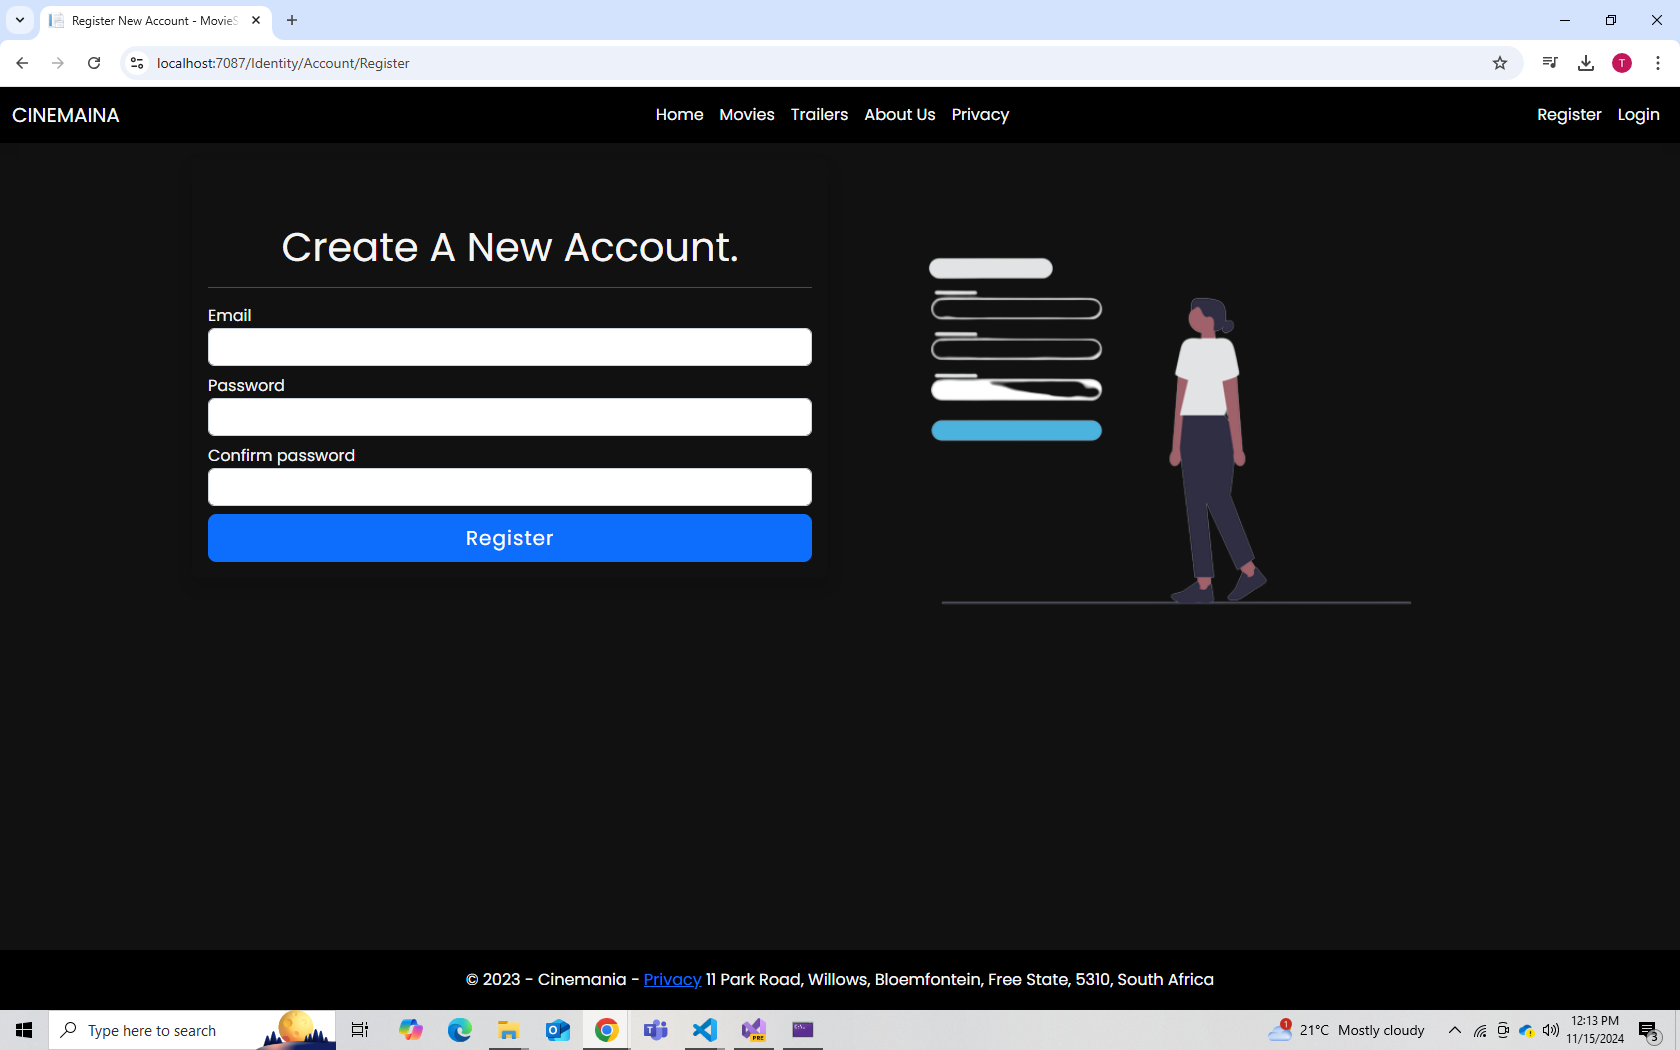 Register New Account - MovieS
localhost:7087/Identity/Account/Register
T
CINEMAINA
Home Movies Trailers About Us Privacy
Register Login
Create A New Account.
Email
Password
Confirm password
Register
© 2023 - Cinemania - Privacy 11 Park Road, Willows, Bloemfontein, Free State, 5310, South Africa
Type here to search
PRE
1
21°C Mostly cloudy
12:13 PM
11/15/2024
3